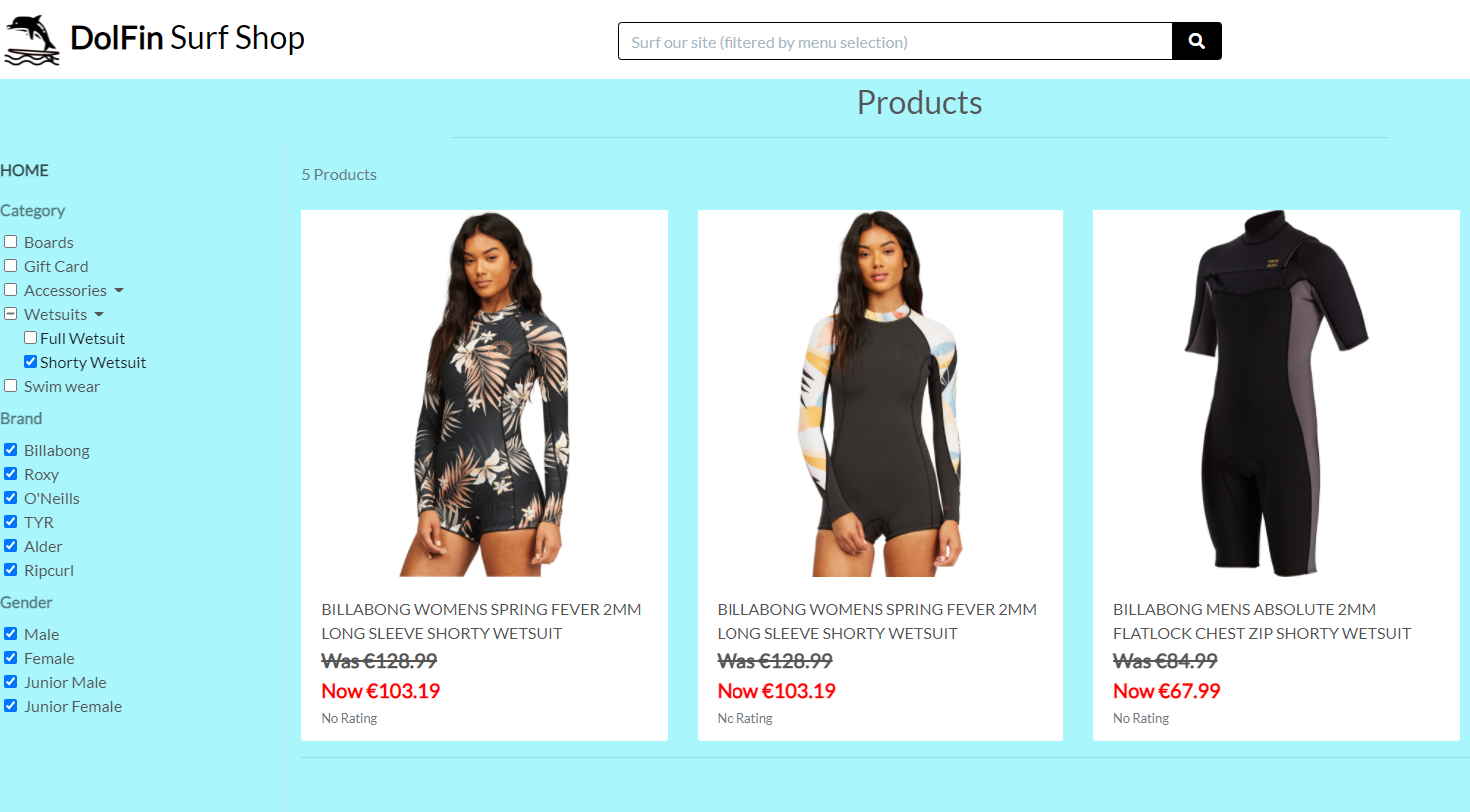 DolFin Surf Shop
Surf our site (filtered by menu selection)
Products
HOME
Category
Boards
Gift Card
Accessories
Wetsuits
Full Wetsuit
Shorty Wetsuit
Swim wear
Brand
Billabong
Roxy
O'Neills
TYR
Alder
Ripcurl
Gender
Male
Female
Junior Male
Junior Female
5 Products
BILLABONG WOMENS SPRING FEVER 2MM
LONG SLEEVE SHORTY WETSUIT
Was €128.99
Now €103.19
No Rating
BILLABONG WOMENS SPRING FEVER 2MM
LONG SLEEVE SHORTY WETSUIT
Was €128.99
Now €103.19
No Rating
BILLABONG MENS ABSOLUTE 2MM
FLATLOCK CHEST ZIP SHORTY WETSUIT
Was €84.99
Now €67.99
No Rating